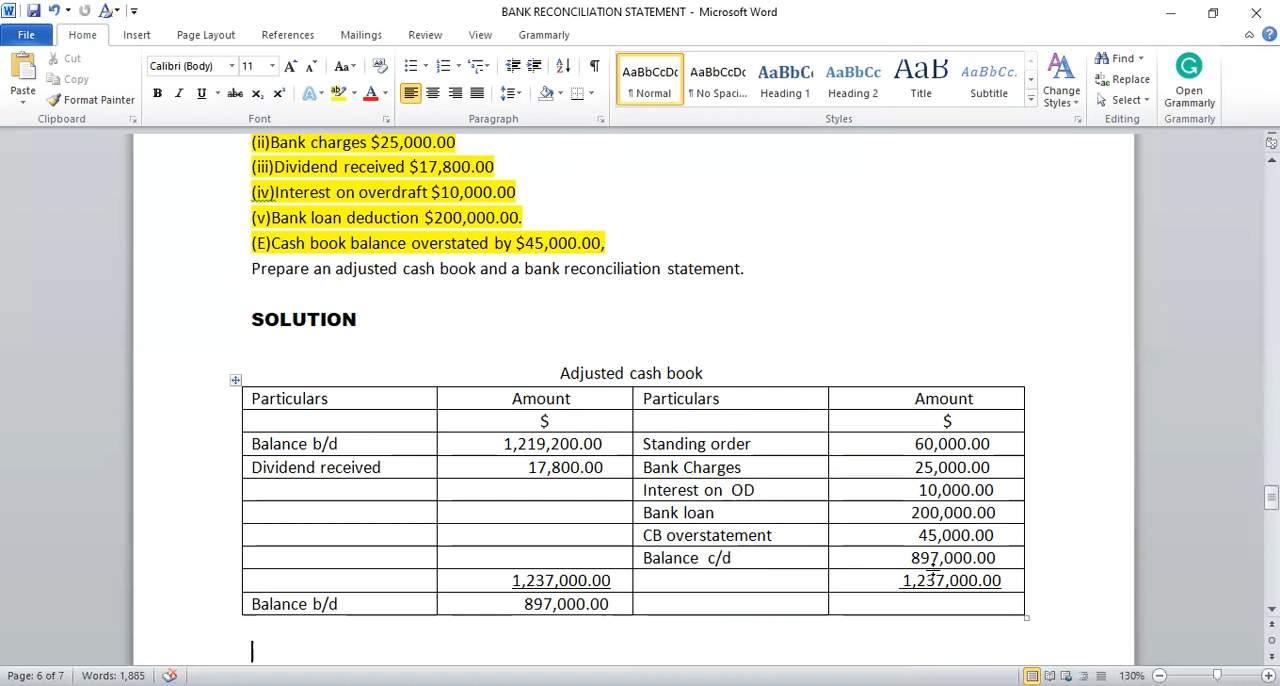 BANK RECONCILIATION STATEMENT - Microsoft Word
File Home Insert Page Layout References Mailings Review View Grammarly
Cut
Copy
Format Painter
Paste
Clipboard
Calibri (Body) 11
Font
Paragraph
AaBbCcDc AaBbCcDc AaBbC( AaBbCc AaB AaBbCc.
¶ Normal ¶ No Spaci... Heading 1 Heading 2 Title Subtitle
Change Styles
Styles
Find
Replace
Select
Editing
Open Grammarly
Grammarly
(ii)Bank charges $25,000.00
(iii)Dividend received $17,800.00
(iv)Interest on overdraft $10,000.00
(v)Bank loan deduction $200,000.00.
(E)Cash book balance overstated by $45,000.00,
Prepare an adjusted cash book and a bank reconciliation statement.
SOLUTION
Adjusted cash book
Particulars Amount Particulars Amount
$ $
Balance b/d 1,219,200.00 Standing order 60,000.00
Dividend received 17,800.00 Bank Charges 25,000.00
Interest on OD 10,000.00
Bank loan 200,000.00
CB overstatement 45,000.00
Balance c/d 897,000.00
1,237,000.00 1,237,000.00
Balance b/d 897,000.00
Page: 6 of 7 Words: 1,885 130%